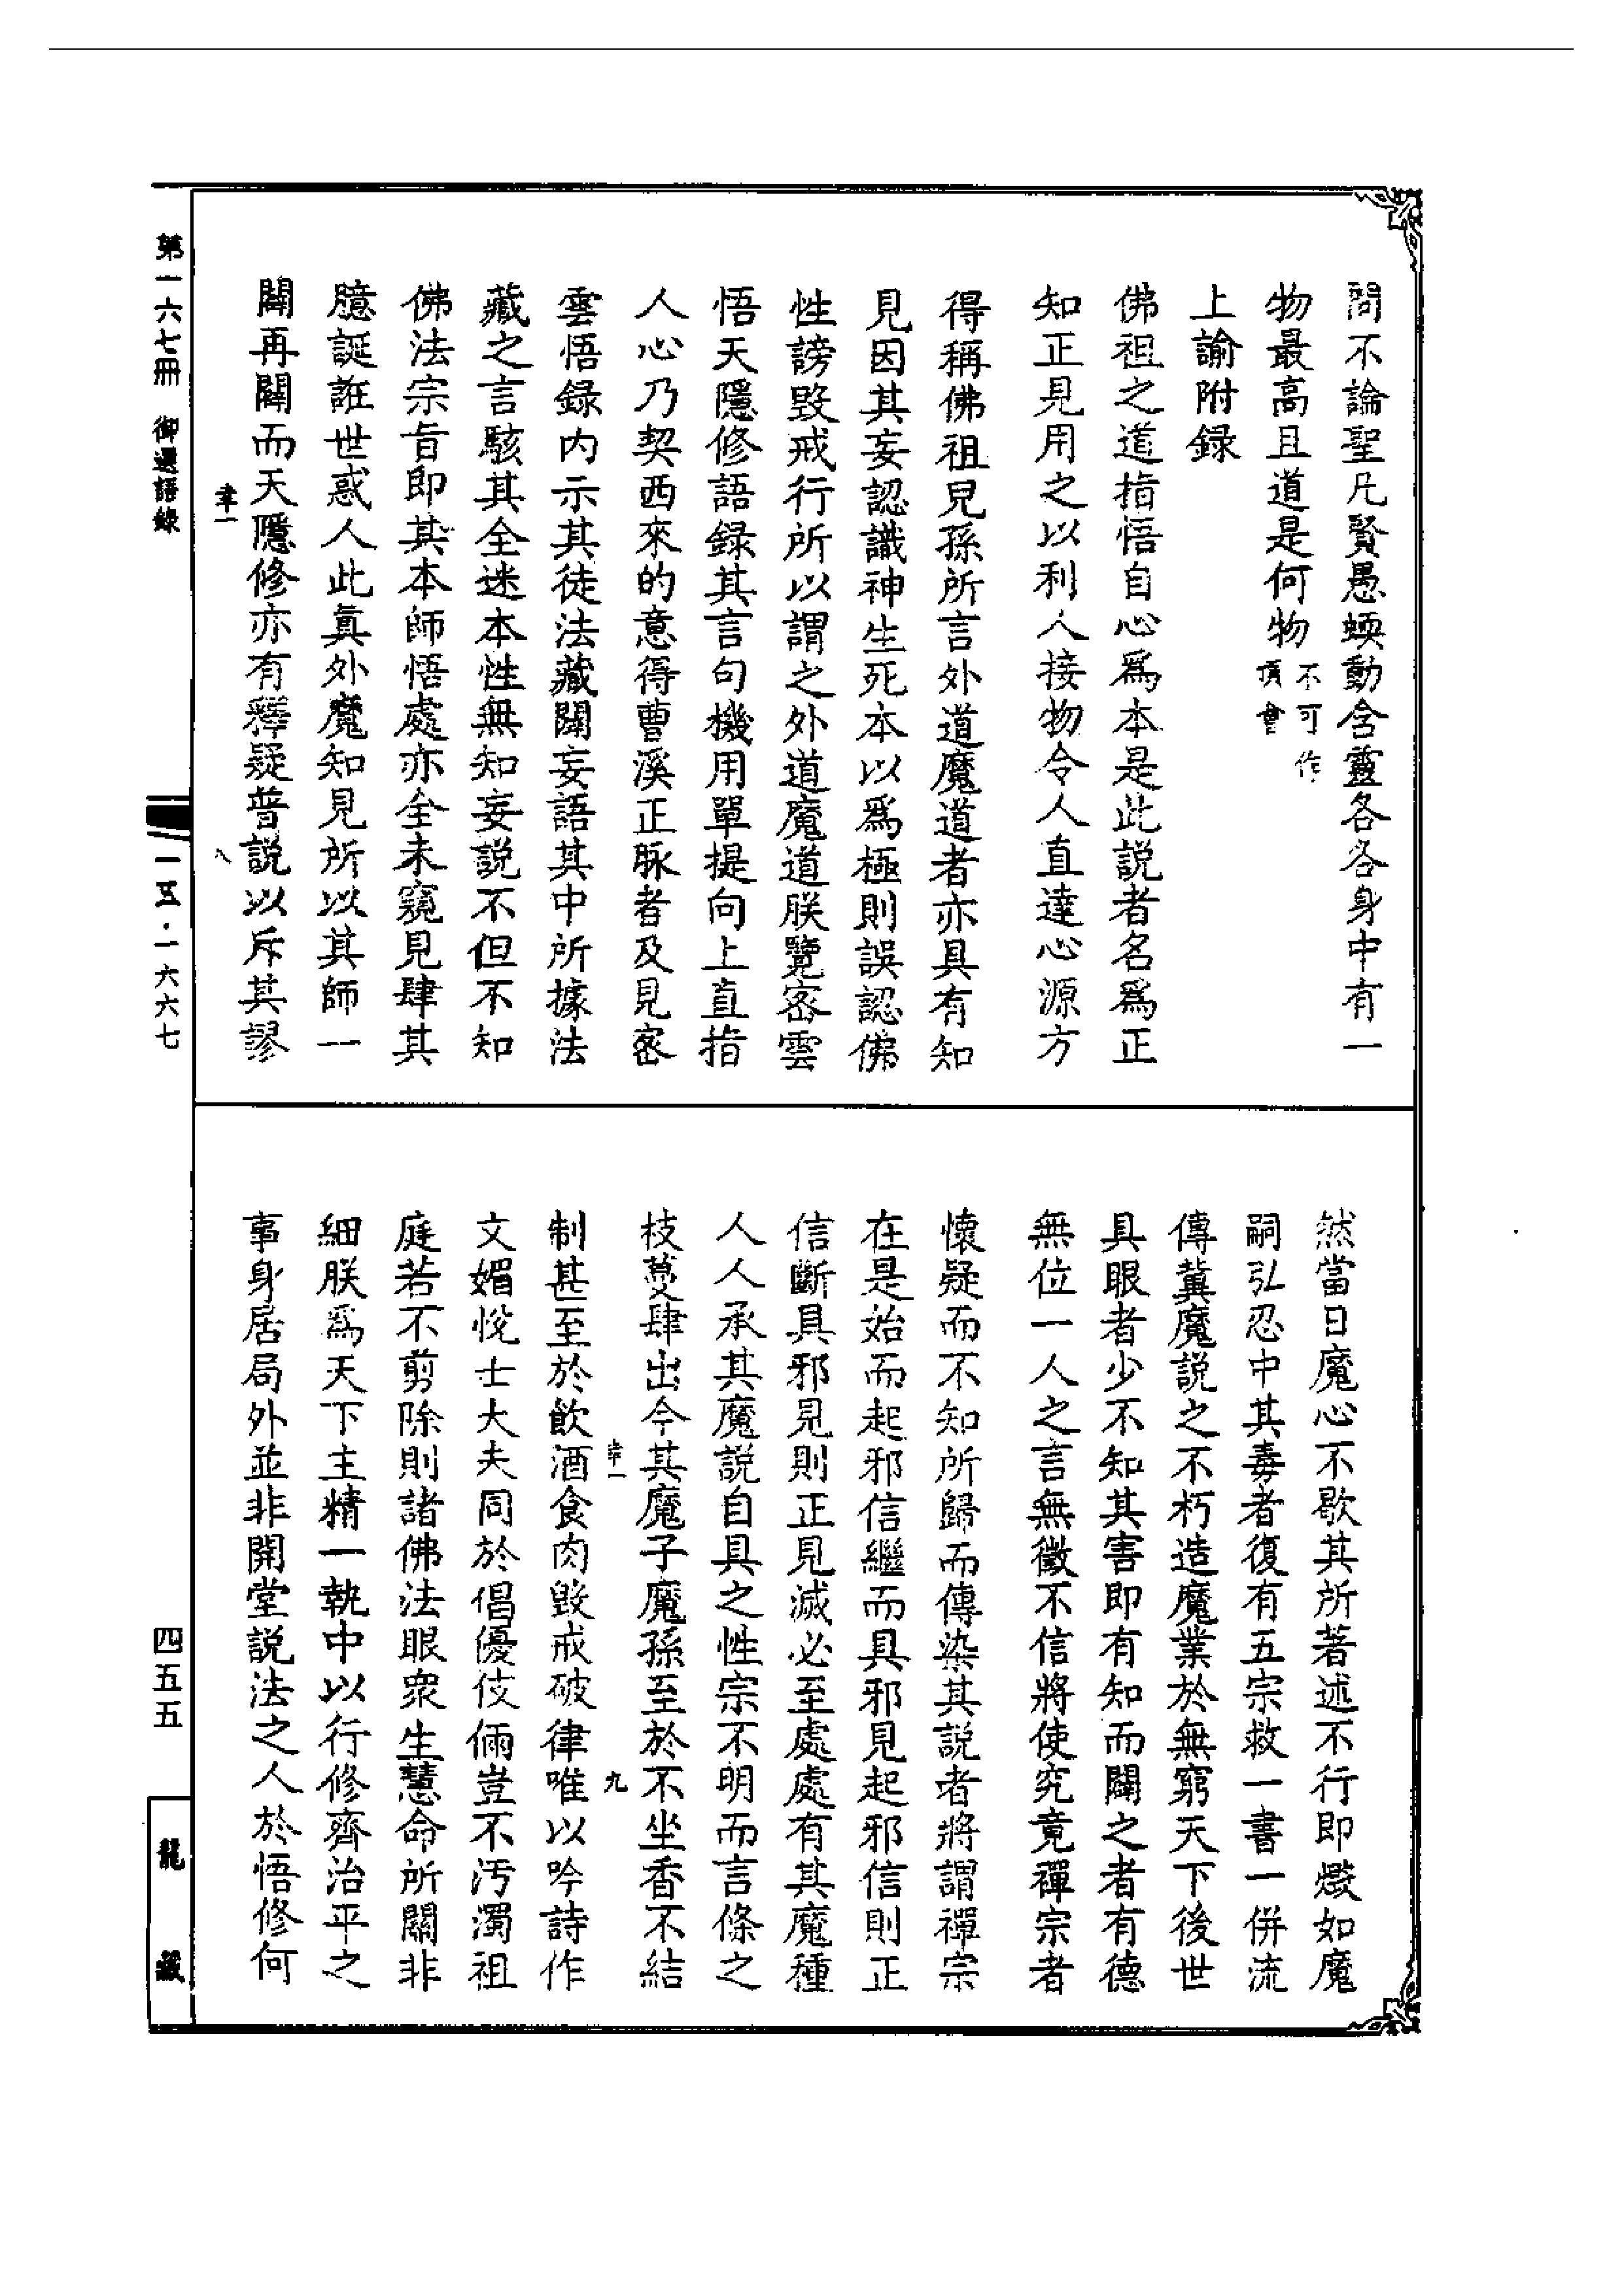 問不論聖凡賢愚蝡動含靈各各身中有一
物最高且道是何物不可作頂會
上諭附録
佛祖之道指悟自心爲本是此説者名爲正
知正見用之以利人接物令人直達心源方
得稱佛祖兒孫所言外道魔道者亦具有知
見因其妄認識神生死本以爲極則誤認佛
性謗毀戒行所以謂之外道魔道朕覽密雲
悟天隱修語録其言句機用單提向上直指
人心乃契西來的意得曹溪正脉者及見密
雲悟録内示其徒法藏闢妄語其中所據法
藏之言駭其全迷本性無知妄説不但不知
佛法宗旨即其本師悟處亦全未窺見肆其
臆誕誑世惑人此眞外魔知見所以其師一
闢再闢而天隱修亦有釋疑普説以斥其謬
然當日魔心不歇其所著述不行即燬如魔
嗣弘忍中其毒者復有五宗救一書一併流
傳冀魔説之不朽造魔業於無窮天下後世
具眼者少不知其害即有知而闢之者有德
無位一人之言無徵不信將使究竟禪宗者
懷疑而不知所歸而傳染其説者將謂禪宗
在是始而起邪信繼而具邪見起邪信則正
信斷具邪見則正見滅必至處處有其魔種
人人承其魔説自具之性宗不明而言條之
枝蔓肆出今其魔子魔孫至於不坐香不結
制甚至於飲酒食肉毀戒破律唯以吟詩作
文媚悅士大夫同於倡優伎倆豈不污濁祖
庭若不剪除則諸佛法眼衆生慧命所關非
細朕爲天下主精一執中以行修齊治平之
事身居局外並非開堂説法之人於悟修何
第一六七冊 御選語錄
一五·一六六七
四五五
龍藏
八
九